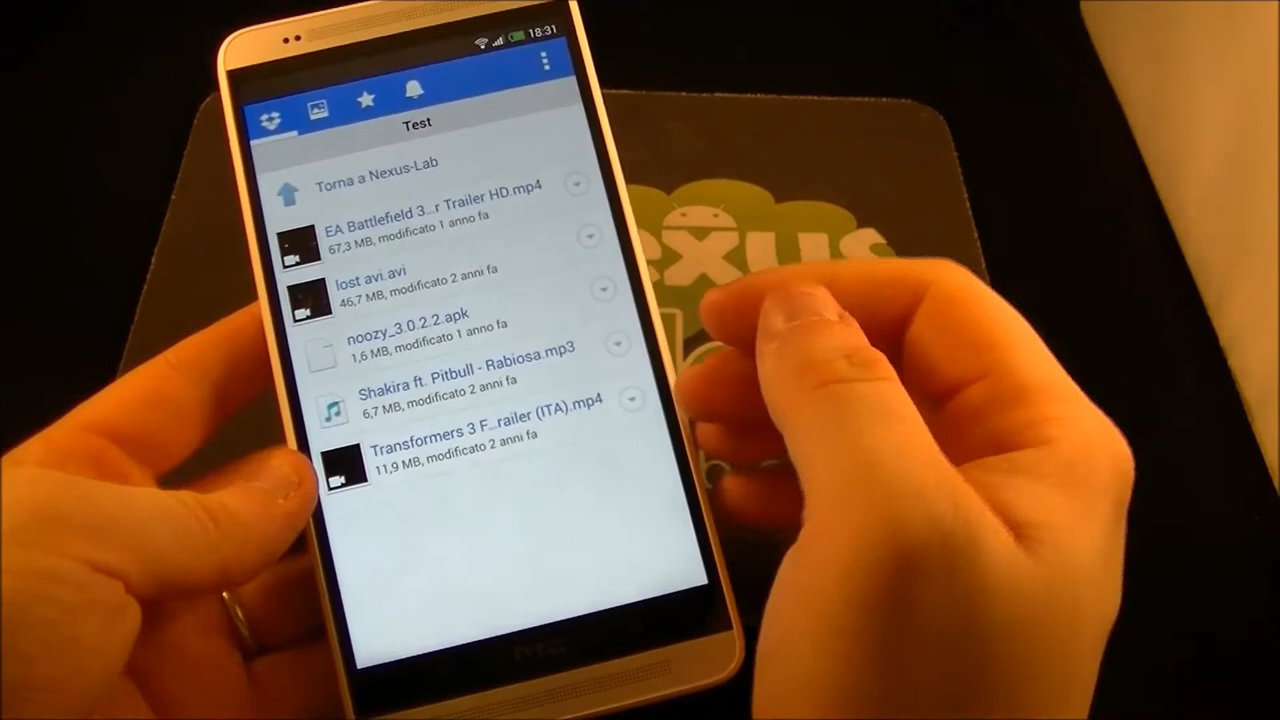 18:31
Test
Torna a Nexus-Lab
EA Battlefield 3...r Trailer HD.mp4
67,3 MB, modificato 1 anno fa
lost avi.avi
46,7 MB, modificato 2 anni fa
noozy_3.0.2.2.apk
1,6 MB, modificato 1 anno fa
Shakira ft. Pitbull - Rabiosa.mp3
6,7 MB, modificato 2 anni fa
Transformers 3 F...railer (ITA).mp4
11,9 MB, modificato 2 anni fa
exus